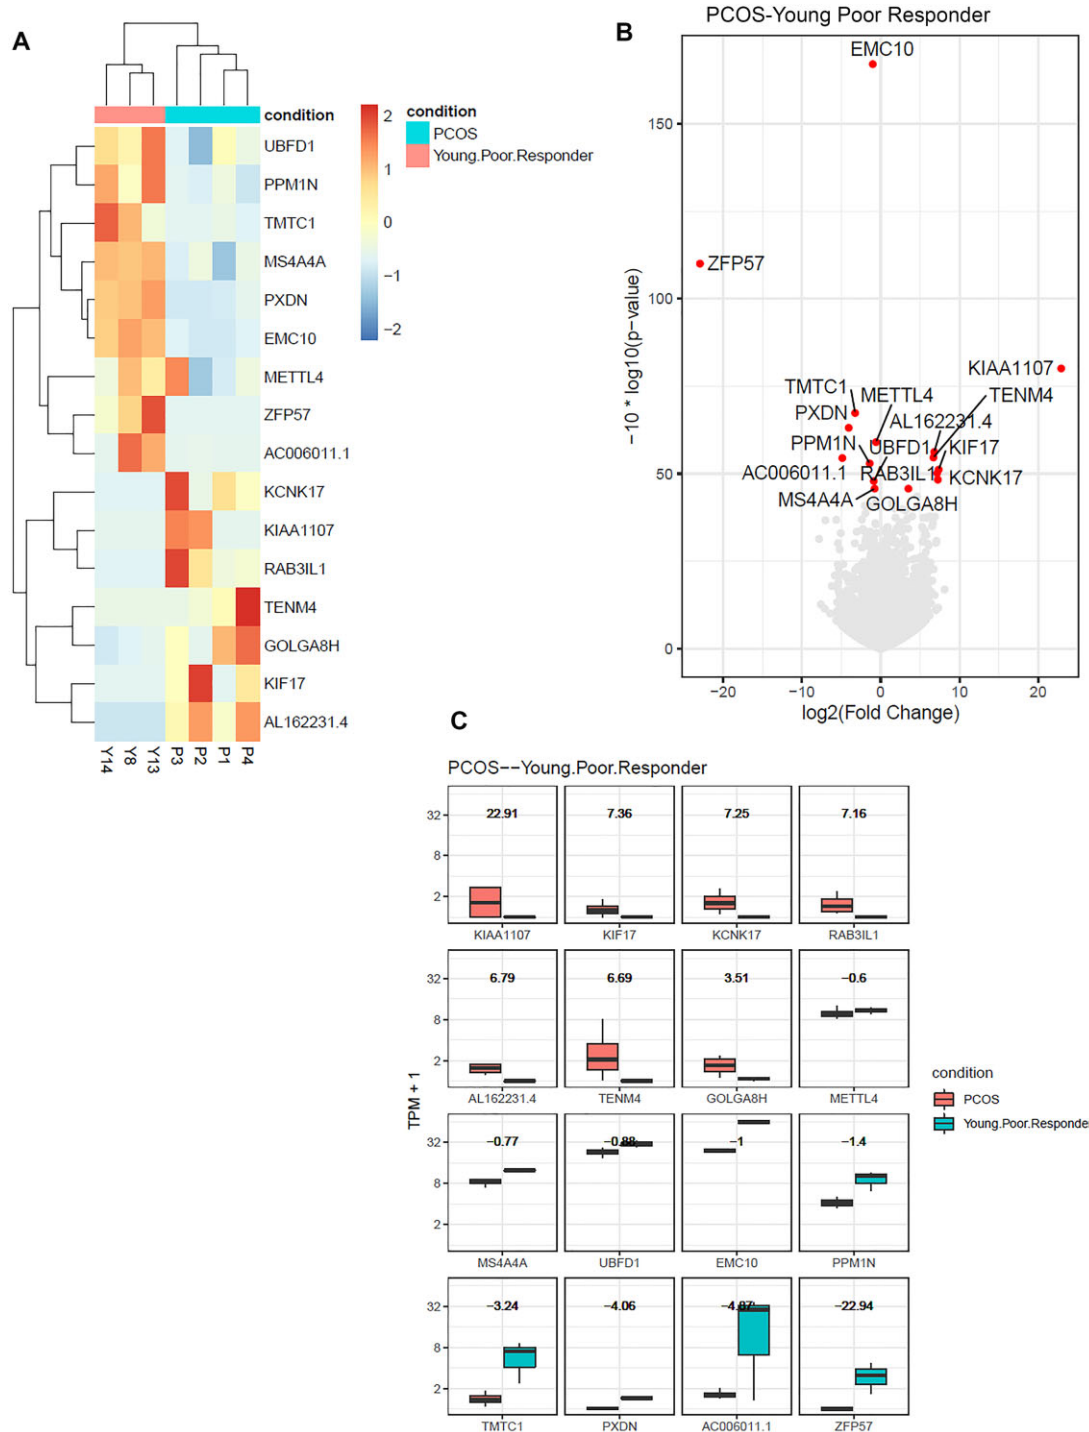 A
condition
UBFD1
PPM1N
TMTC1
MS4A4A
PXDN
EMC10
METTL4
ZFP57
AC006011.1
KCNK17
KIAA1107
RAB3IL1
TENM4
GOLGA8H
KIF17
AL162231.4
Y14 Y8 Y13 P3 P2 P1 P4
2
1
0
−1
−2
condition
PCOS
Young.Poor.Responder
B
PCOS-Young Poor Responder
−10 * log10(p−value)
150
100
50
0
EMC10
ZFP57
KIAA1107
TMTC1
METTL4
TENM4
PXDN
AL162231.4
PPM1N
UBFD1
KIF17
AC006011.1
RAB3IL1
KCNK17
MS4A4A
GOLGA8H
−20 −10 0 10 20
log2(Fold Change)
C
PCOS−−Young.Poor.Responder
TPM + 1
32
8
2
22.91 7.36 7.25 7.16
KIAA1107 KIF17 KCNK17 RAB3IL1
32
8
2
6.79 6.69 3.51 −0.6
AL162231.4 TENM4 GOLGA8H METTL4
32
8
2
−0.77 −0.88 −1 −1.4
MS4A4A UBFD1 EMC10 PPM1N
32
8
2
−3.24 −4.06 −4.87 −22.94
TMTC1 PXDN AC006011.1 ZFP57
condition
PCOS
Young.Poor.Responde